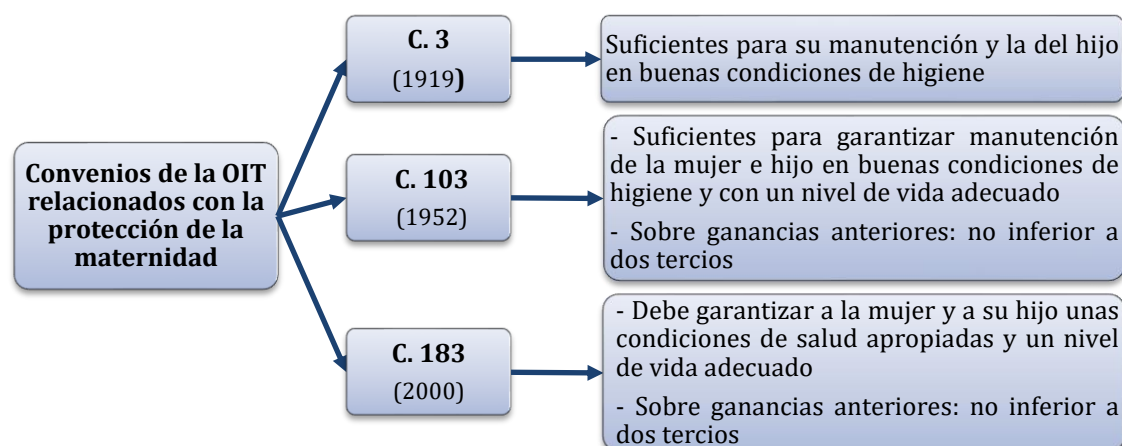 Convenios de la OIT
relacionados con la
protección de la
maternidad
C. 3
(1919)
Suficientes para su manutención y la del hijo
en buenas condiciones de higiene
C. 103
(1952)
- Suficientes para garantizar manutención
de la mujer e hijo en buenas condiciones de
higiene y con un nivel de vida adecuado
- Sobre ganancias anteriores: no inferior a
dos tercios
C. 183
(2000)
- Debe garantizar a la mujer y a su hijo unas
condiciones de salud apropiadas y un nivel
de vida adecuado
- Sobre ganancias anteriores: no inferior a
dos tercios